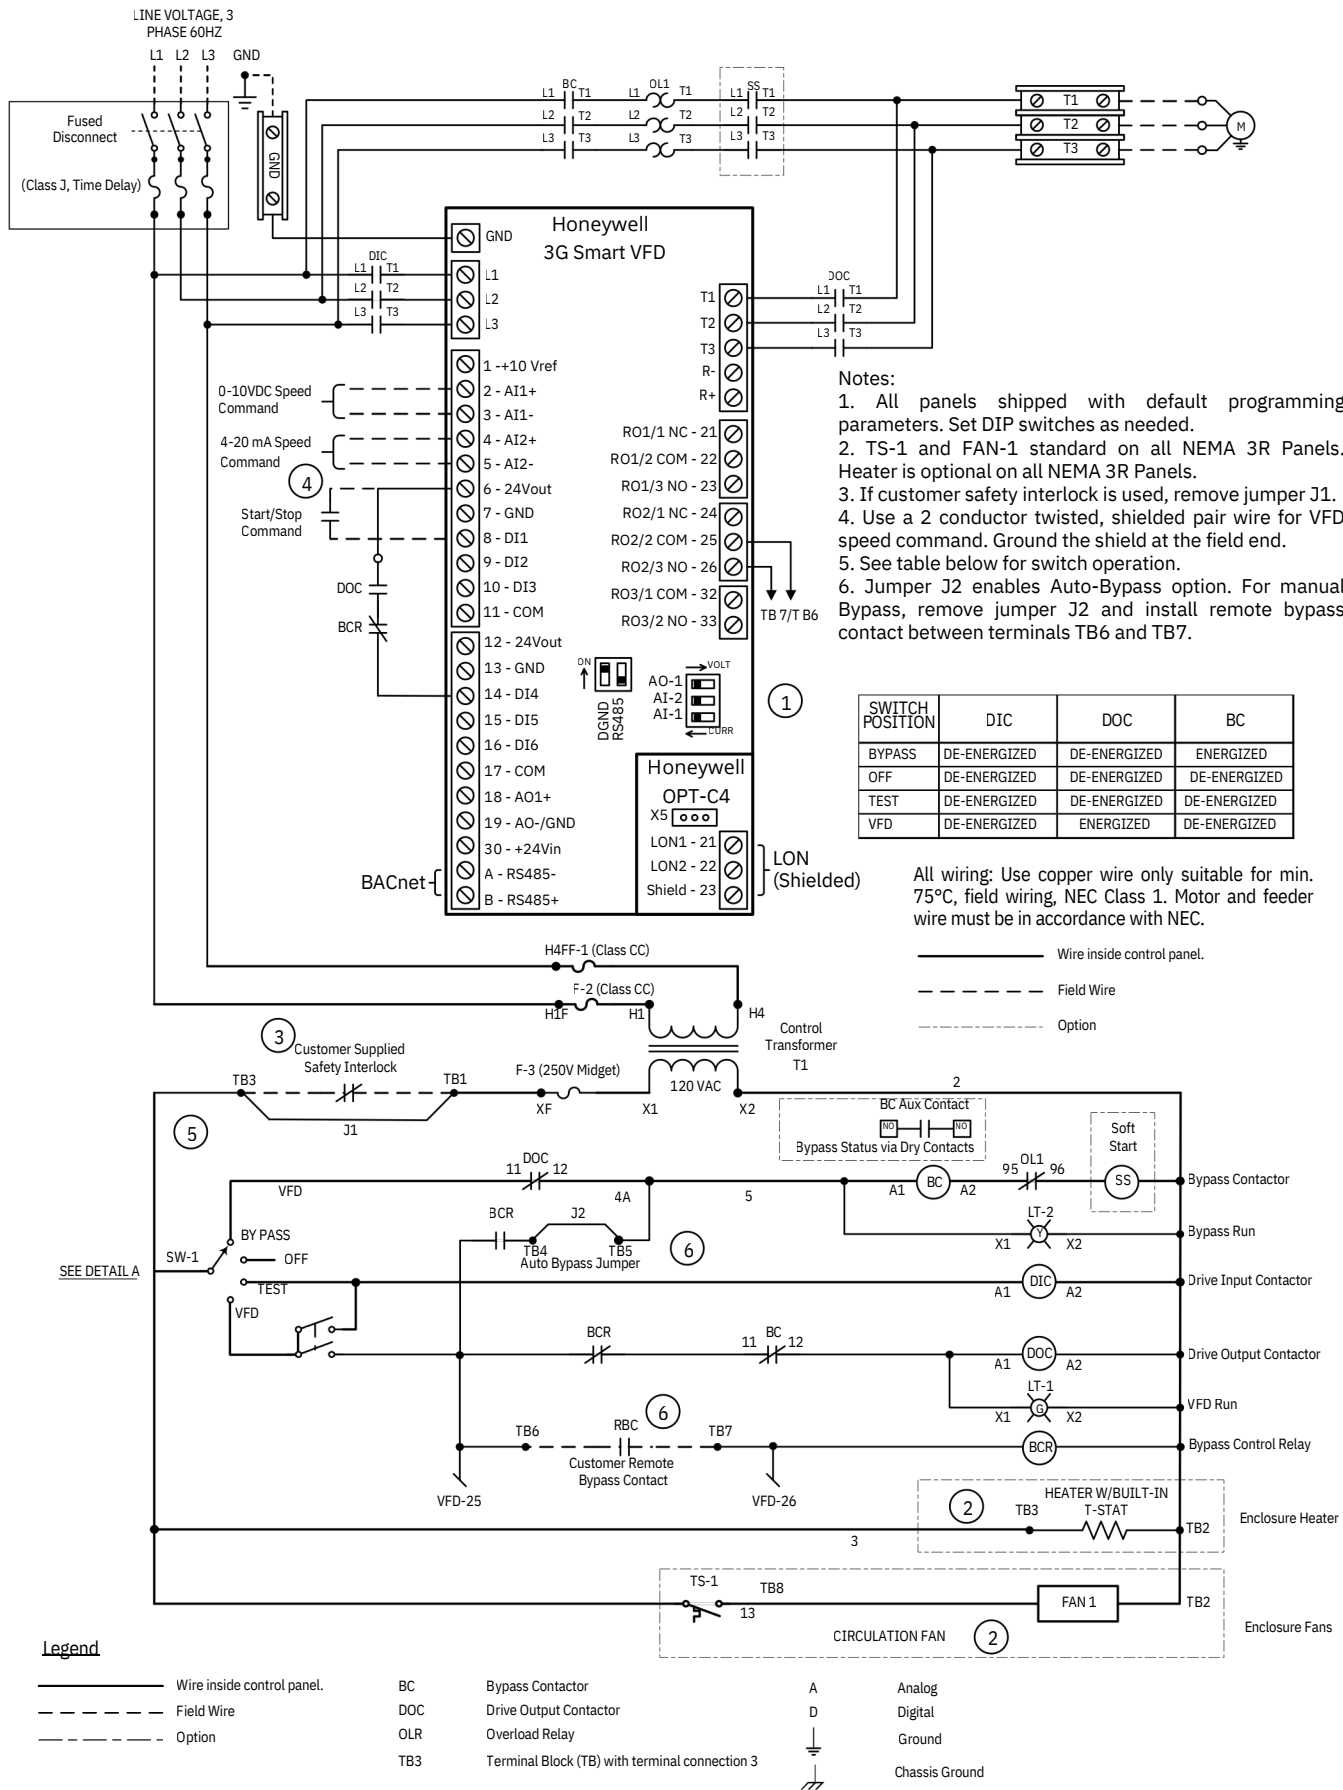 LINE VOLTAGE, 3
PHASE 60HZ
L1 L2 L3 GND
Fused
Disconnect
(Class J, Time Delay)
GND
BC
L1 T1
L2 T2
L3 T3
OL1
L1 T1
L2 T2
L3 T3
SS
L1 T1
L2 T2
L3 T3
T1
T2
T3
M
DIC
L1 T1
L2 T2
L3 T3
Honeywell
3G Smart VFD
GND
L1
L2
L3
1 -+10 Vref
2 - AI1+
3 - AI1-
4 - AI2+
5 - AI2-
6 - 24Vout
7 - GND
8 - DI1
9 - DI2
10 - DI3
11 - COM
12 - 24Vout
13 - GND
14 - DI4
15 - DI5
16 - DI6
17 - COM
18 - AO1+
19 - AO-/GND
30 - +24Vin
A - RS485-
B - RS485+
0-10VDC Speed
Command
4-20 mA Speed
Command
4
Start/Stop
Command
DOC
BCR
BACnet
T1
T2
T3
R-
R+
RO1/1 NC - 21
RO1/2 COM - 22
RO1/3 NO - 23
RO2/1 NC - 24
RO2/2 COM - 25
RO2/3 NO - 26
RO3/1 COM - 32
RO3/2 NO - 33
TB 7/T B6
DOC
L1 T1
L2 T2
L3 T3
ON
DGND
RS485
VOLT
AO-1
AI-2
AI-1
CURR
1
Honeywell
OPT-C4
X5
LON1 - 21
LON2 - 22
Shield - 23
LON
(Shielded)
Notes:
1. All panels shipped with default programming
parameters. Set DIP switches as needed.
2. TS-1 and FAN-1 standard on all NEMA 3R Panels.
Heater is optional on all NEMA 3R Panels.
3. If customer safety interlock is used, remove jumper J1.
4. Use a 2 conductor twisted, shielded pair wire for VFD
speed command. Ground the shield at the field end.
5. See table below for switch operation.
6. Jumper J2 enables Auto-Bypass option. For manual
Bypass, remove jumper J2 and install remote bypass
contact between terminals TB6 and TB7.
SWITCH
POSITION DIC DOC BC
BYPASS DE-ENERGIZED DE-ENERGIZED ENERGIZED
OFF DE-ENERGIZED DE-ENERGIZED DE-ENERGIZED
TEST DE-ENERGIZED DE-ENERGIZED DE-ENERGIZED
VFD DE-ENERGIZED ENERGIZED DE-ENERGIZED
All wiring: Use copper wire only suitable for min.
75°C, field wiring, NEC Class 1. Motor and feeder
wire must be in accordance with NEC.
Wire inside control panel.
Field Wire
Option
H4FF-1 (Class CC)
F-2 (Class CC)
H1F H1 H4
Control
Transformer
T1
3
Customer Supplied
Safety Interlock
TB3 TB1
J1
F-3 (250V Midget)
XF X1 X2
120 VAC
2
5
BC Aux Contact
NO NO
Bypass Status via Dry Contacts
Soft
Start
VFD
DOC
11 12
4A
5
A1 BC A2
OL1
95 96
SS
Bypass Contactor
BCR
J2
TB4 TB5
Auto Bypass Jumper
6
LT-2
X1 Y X2
Bypass Run
SEE DETAIL A
SW-1
BY PASS
OFF
TEST
VFD
A1 DIC A2
Drive Input Contactor
BCR
BC
11 12
A1 DOC A2
Drive Output Contactor
LT-1
X1 G X2
VFD Run
6
TB6 RBC TB7
Customer Remote
Bypass Contact
BCR
Bypass Control Relay
VFD-25
VFD-26
2
HEATER W/BUILT-IN
T-STAT
TB3
TB2
Enclosure Heater
3
TS-1
TB8
13
FAN 1
TB2
CIRCULATION FAN
2
Enclosure Fans
Legend
Wire inside control panel.
Field Wire
Option
BC Bypass Contactor
DOC Drive Output Contactor
OLR Overload Relay
TB3 Terminal Block (TB) with terminal connection 3
A Analog
D Digital
Ground
Chassis Ground